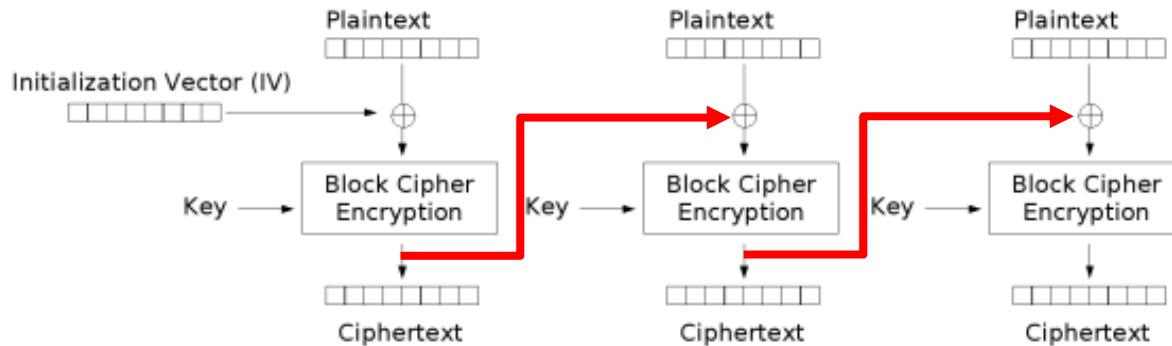 Plaintext
Plaintext
Plaintext
Initialization Vector (IV)
Key
Block Cipher
Encryption
Key
Block Cipher
Encryption
Key
Block Cipher
Encryption
Ciphertext
Ciphertext
Ciphertext